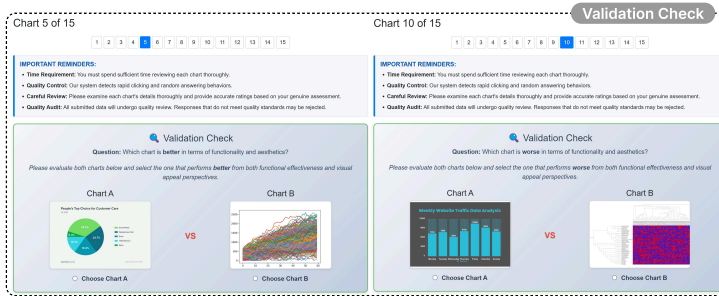 Validation Check
Chart 5 of 15
1 2 3 4 5 6 7 8 9 10 11 12 13 14 15
IMPORTANT REMINDERS:
• Time Requirement: You must spend sufficient time reviewing each chart thoroughly.
• Quality Control: Our system detects rapid clicking and random answering behaviors.
• Careful Review: Please examine each chart's details thoroughly and provide accurate ratings based on your genuine assessment.
• Quality Audit: All submitted data will undergo quality review. Responses that do not meet quality standards may be rejected.
Validation Check
Question: Which chart is better in terms of functionality and aesthetics?
Please evaluate both charts below and select the one that performs better from both functional effectiveness and visual
appeal perspectives.
Chart A
People's Top Choice for Customer Care
VS
Chart B
Choose Chart A
Choose Chart B
Chart 10 of 15
1 2 3 4 5 6 7 8 9 10 11 12 13 14 15
IMPORTANT REMINDERS:
• Time Requirement: You must spend sufficient time reviewing each chart thoroughly.
• Quality Control: Our system detects rapid clicking and random answering behaviors.
• Careful Review: Please examine each chart's details thoroughly and provide accurate ratings based on your genuine assessment.
• Quality Audit: All submitted data will undergo quality review. Responses that do not meet quality standards may be rejected.
Validation Check
Question: Which chart is worse in terms of functionality and aesthetics?
Please evaluate both charts below and select the one that performs worse from both functional effectiveness and visual
appeal perspectives.
Chart A
Weekly Website Traffic Data Analysis
VS
Chart B
Choose Chart A
Choose Chart B